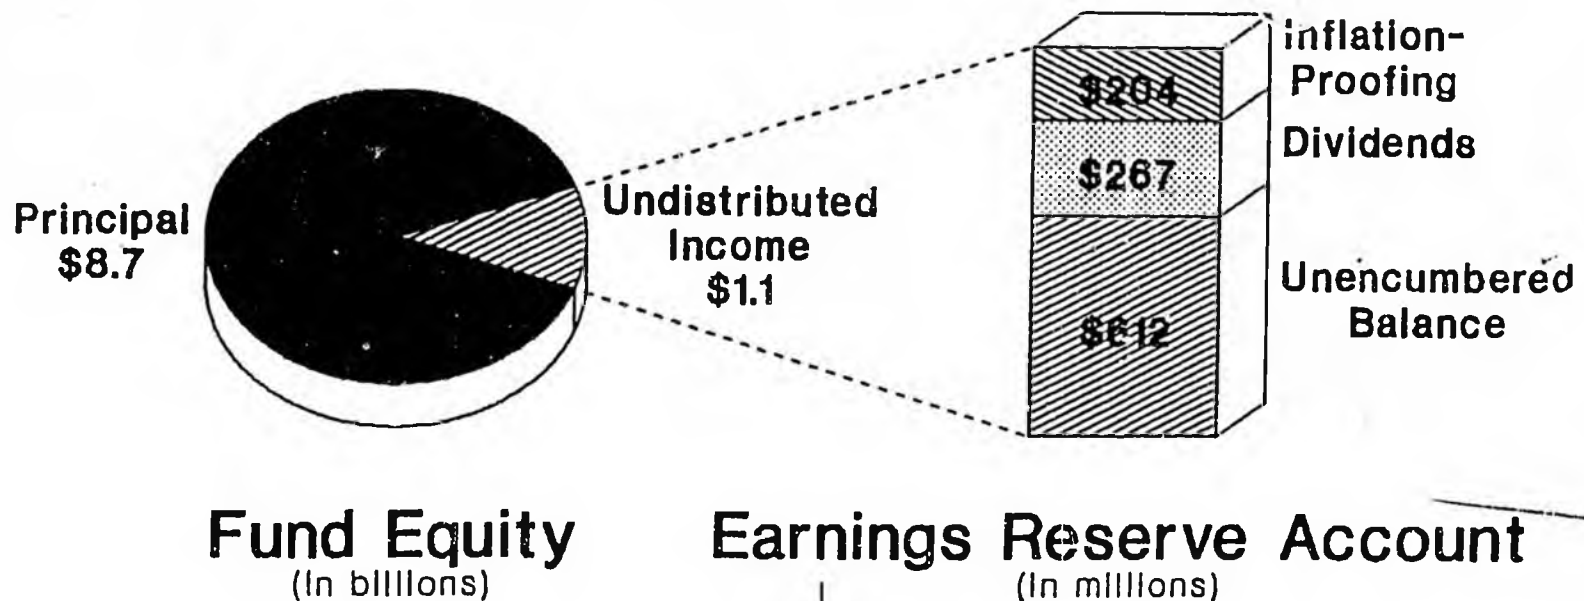 Principal
$8.7
Undistributed
Income
$1.1
$204
$267
$612
Inflation-
Proofing
Dividends
Unencumbered
Balance
Fund Equity
(In billions)
Earnings Reserve Account
(In millions)